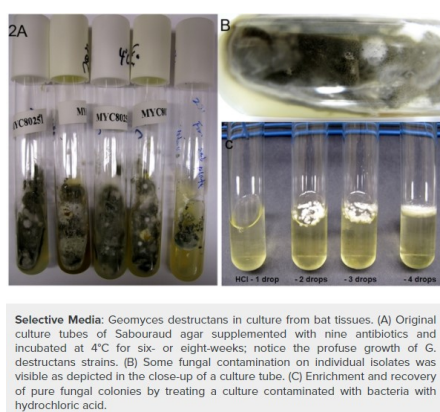 2A
4°C
MYC80251
MY
MYC8025
MYC80
B
C
HCl - 1 drop
- 2 drops
- 3 drops
- 4 drops
Selective Media: Geomyces destructans in culture from bat tissues. (A) Original
culture tubes of Sabouraud agar supplemented with nine antibiotics and
incubated at 4°C for six- or eight-weeks; notice the profuse growth of G.
destructans strains. (B) Some fungal contamination on individual isolates was
visible as depicted in the close-up of a culture tube. (C) Enrichment and recovery
of pure fungal colonies by treating a culture contaminated with bacteria with
hydrochloric acid.